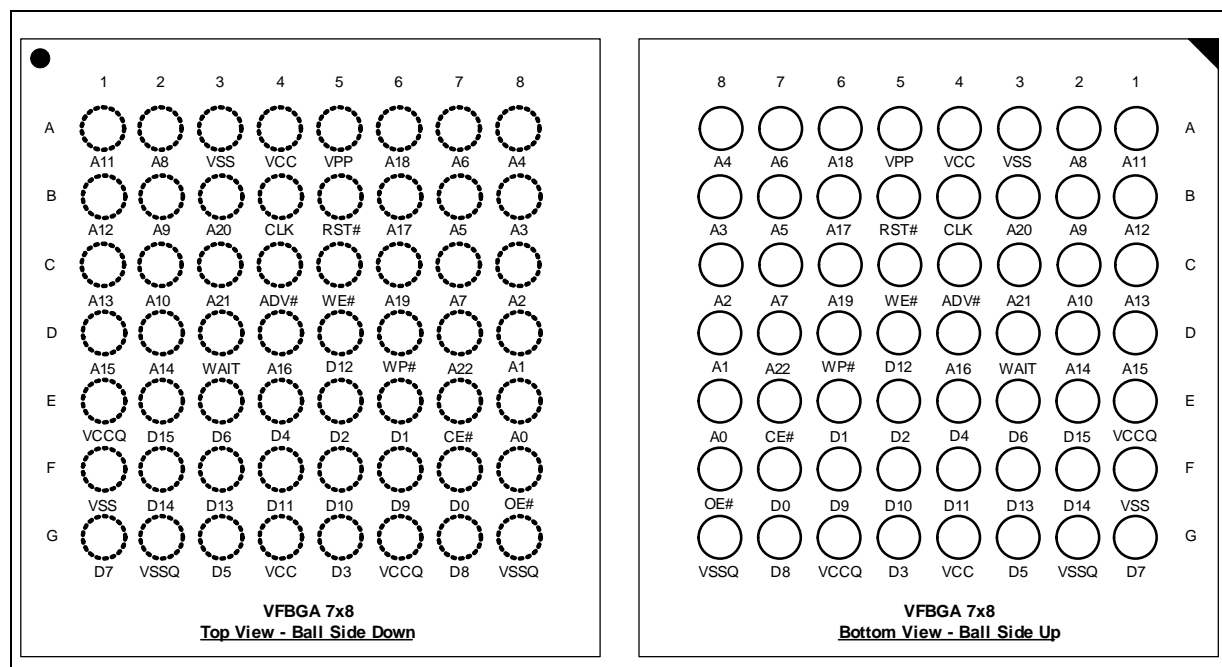 1 2 3 4 5 6 7 8
A
A11 A8 VSS VCC VPP A18 A6 A4
B
A12 A9 A20 CLK RST# A17 A5 A3
C
A13 A10 A21 ADV# WE# A19 A7 A2
D
A15 A14 WAIT A16 D12 WP# A22 A1
E
VCCQ D15 D6 D4 D2 D1 CE# A0
F
VSS D14 D13 D11 D10 D9 D0 OE#
G
D7 VSSQ D5 VCC D3 VCCQ D8 VSSQ
VFBGA 7x8
Top View - Ball Side Down
8 7 6 5 4 3 2 1
A
A4 A6 A18 VPP VCC VSS A8 A11
B
A3 A5 A17 RST# CLK A20 A9 A12
C
A2 A7 A19 WE# ADV# A21 A10 A13
D
A1 A22 WP# D12 A16 WAIT A14 A15
E
A0 CE# D1 D2 D4 D6 D15 VCCQ
F
OE# D0 D9 D10 D11 D13 D14 VSS
G
VSSQ D8 VCCQ D3 VCC D5 VSSQ D7
VFBGA 7x8
Bottom View - Ball Side Up